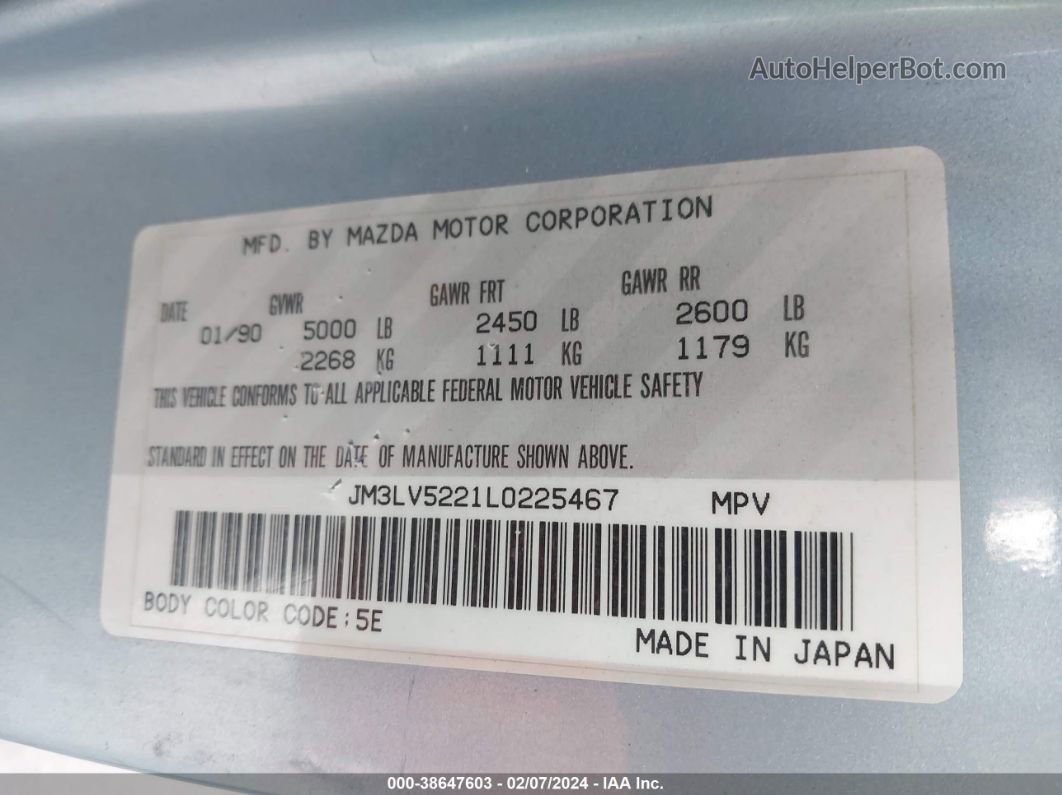 AutoHelperBot.com
MFD. BY MAZDA MOTOR CORPORATION
DATE GVWR GAWR FRT GAWR RR
01/90 5000 LB 2450 LB 2600 LB
2268 KG 1111 KG 1179 KG
THIS VEHICLE CONFORMS TO ALL APPLICABLE FEDERAL MOTOR VEHICLE SAFETY
STANDARD IN EFFECT ON THE DATE OF MANUFACTURE SHOWN ABOVE.
JM3LV5221L0225467 MPV
BODY COLOR CODE:5E
MADE IN JAPAN
000-38647603 - 02/07/2024 - IAA Inc.